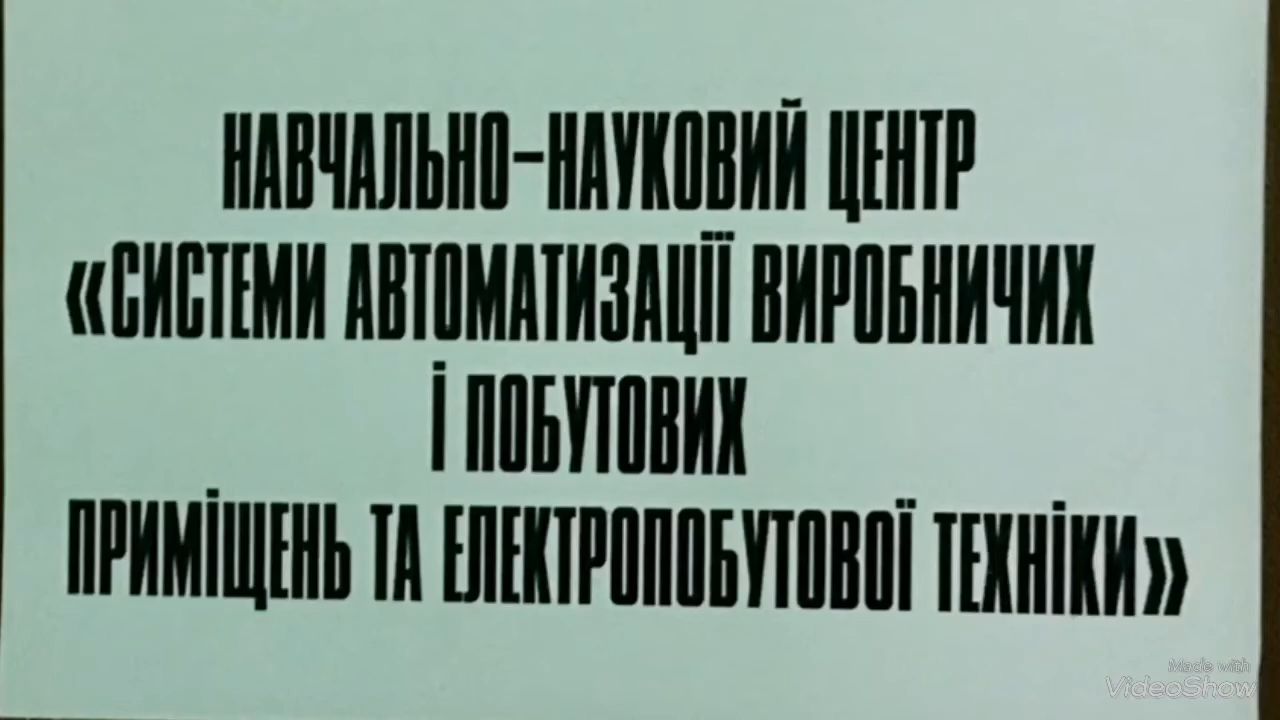 НАВЧАЛЬНО-НАУКОВИЙ ЦЕНТР
«СИСТЕМИ АВТОМАТИЗАЦІЇ ВИРОБНИЧИХ
І ПОБУТОВИХ
ПРИМІЩЕНЬ ТА ЕЛЕКТРОПОБУТОВОЇ ТЕХНІКИ»
Made with
VideoShow